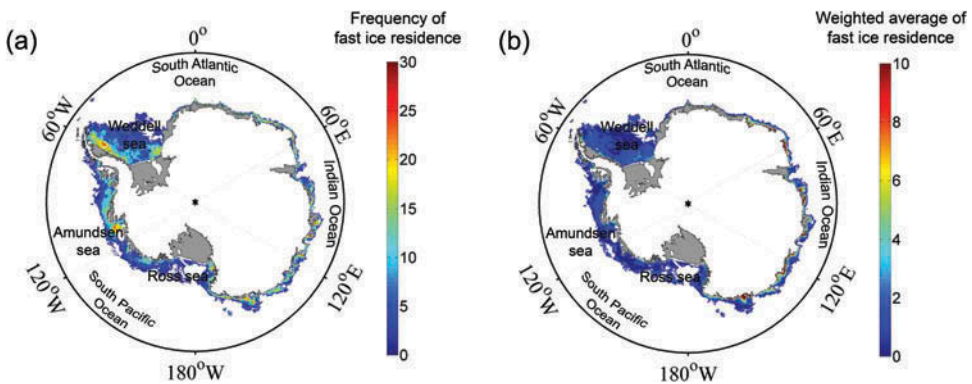 (a)
Frequency of
fast ice residence
0°
South Atlantic
Ocean
60°W
60°E
Weddell
sea
Indian Ocean
Amundsen
sea
Ross sea
120°W
120°E
South Pacific
Ocean
180°W
30
25
20
15
10
5
0
(b)
Weighted average of
fast ice residence
0°
South Atlantic
Ocean
60°W
60°E
Weddell
sea
Indian Ocean
Amundsen
sea
Ross sea
120°W
120°E
South Pacific
Ocean
180°W
10
8
6
4
2
0